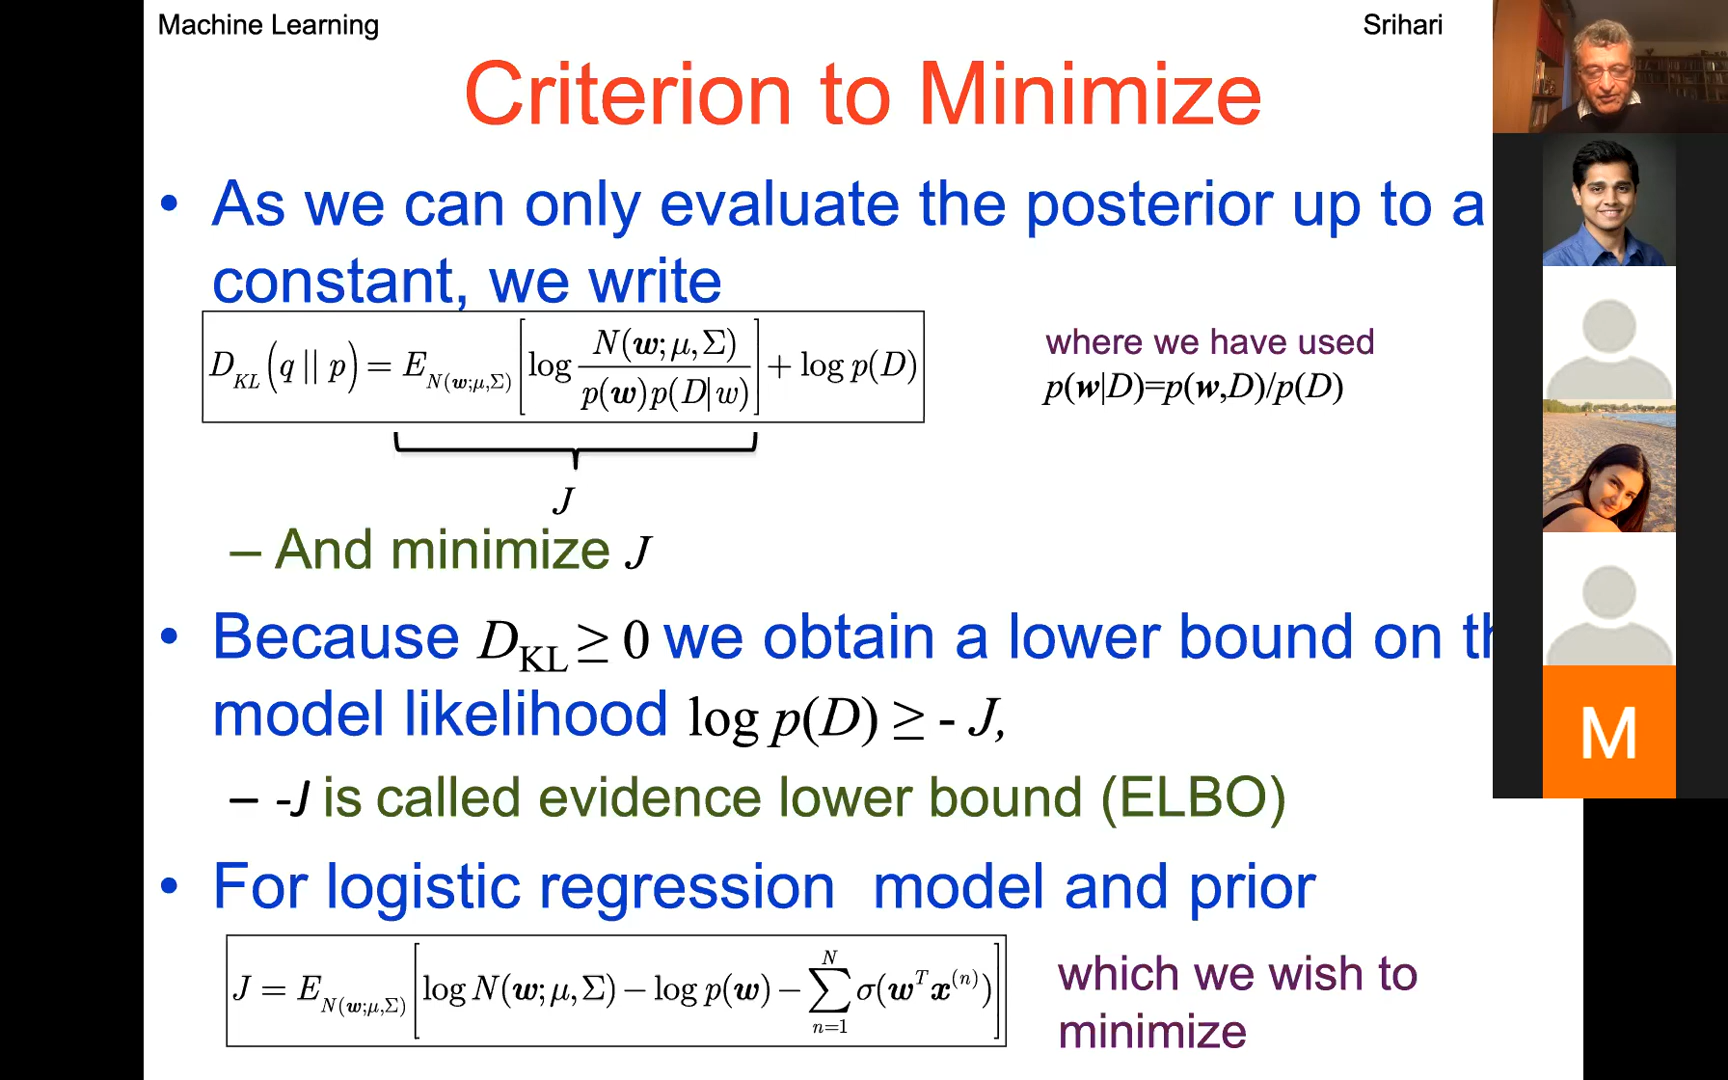 Machine Learning
Srihari
Criterion to Minimize
• As we can only evaluate the posterior up to a
constant, we write
D_KL(q || p) = E_N(w;μ,Σ) [log N(w;μ,Σ) / p(w)p(D|w)] + log p(D)
where we have used
p(w|D)=p(w,D)/p(D)
J
– And minimize J
• Because D_KL ≥ 0 we obtain a lower bound on
model likelihood log p(D) ≥ - J,
– -J is called evidence lower bound (ELBO)
• For logistic regression model and prior
J = E_N(w;μ,Σ) [log N(w;μ,Σ) − log p(w) − ∑_{n=1}^{N} σ(w^T x^(n))]
which we wish to
minimize
M